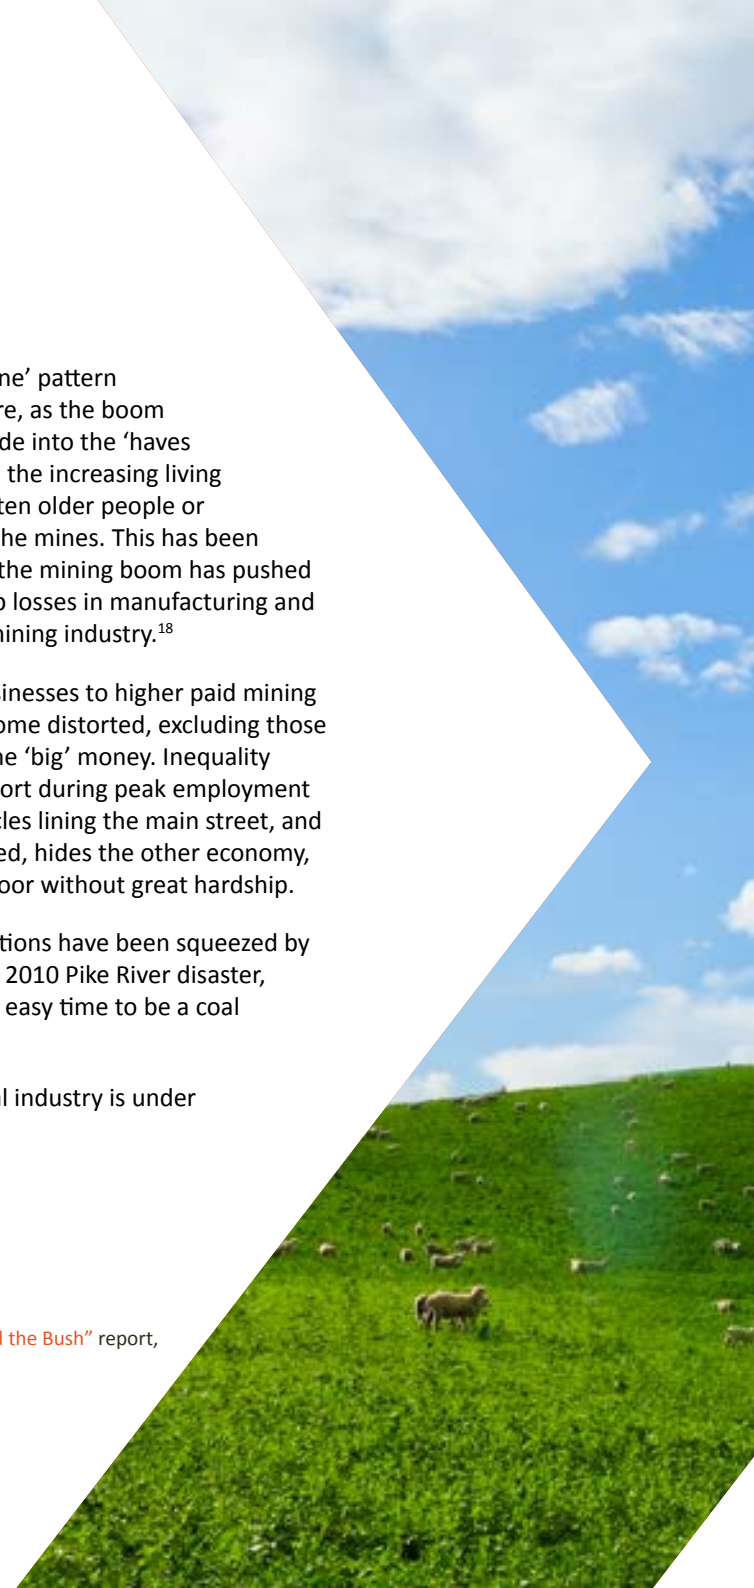 ne’ pattern
re, as the boom
de into the ‘haves
the increasing living
ten older people or
he mines. This has been
the mining boom has pushed
losses in manufacturing and
ining industry.18
sinesses to higher paid mining
ome distorted, excluding those
he ‘big’ money. Inequality
ort during peak employment
cles lining the main street, and
ed, hides the other economy,
oor without great hardship.
tions have been squeezed by
2010 Pike River disaster,
easy time to be a coal
l industry is under
the Bush” report,